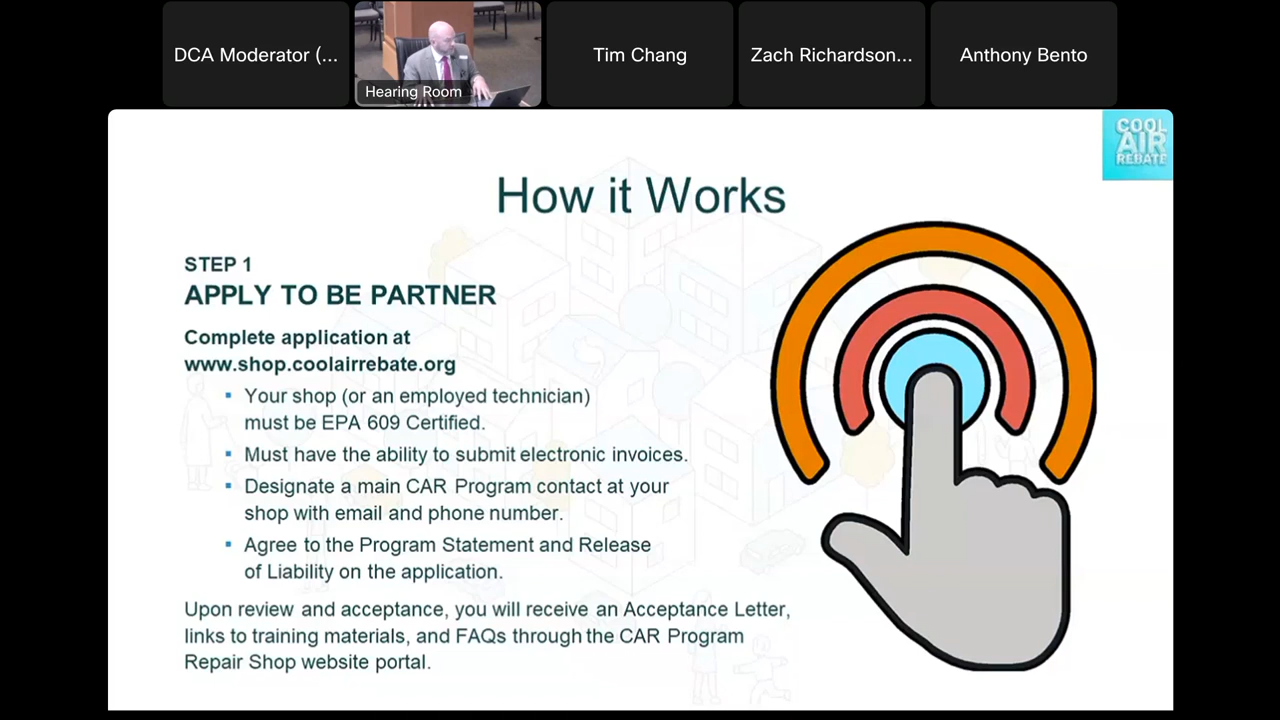 DCA Moderator (...
Hearing Room
Tim Chang
Zach Richardson...
Anthony Bento
COOL
AIR
REBATE
How it Works
STEP 1
APPLY TO BE PARTNER
Complete application at
www.shop.coolairrebate.org
▪ Your shop (or an employed technician)
must be EPA 609 Certified.
▪ Must have the ability to submit electronic invoices.
▪ Designate a main CAR Program contact at your
shop with email and phone number.
▪ Agree to the Program Statement and Release
of Liability on the application.
Upon review and acceptance, you will receive an Acceptance Letter,
links to training materials, and FAQs through the CAR Program
Repair Shop website portal.